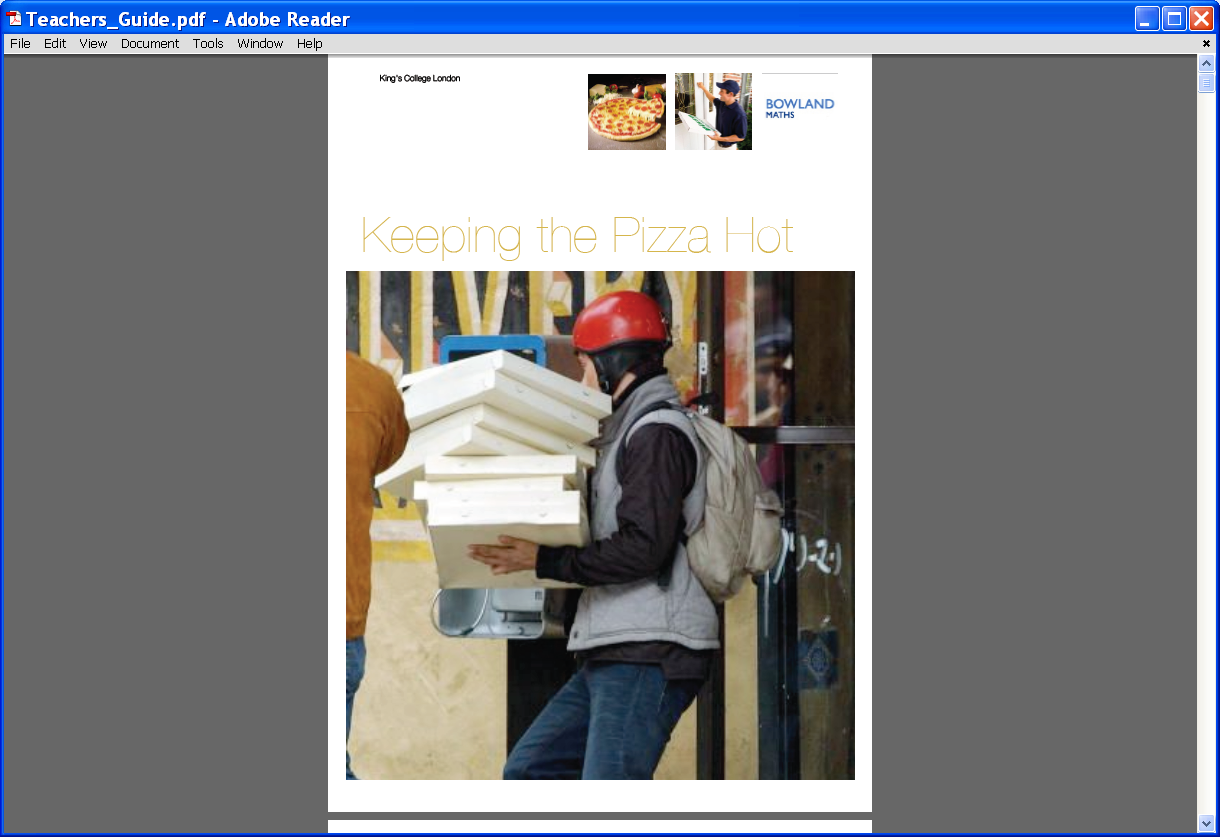 Teachers_Guide.pdf - Adobe Reader
File Edit View Document Tools Window Help
King's College London
BOWLAND
MATHS
Keeping the Pizza Hot